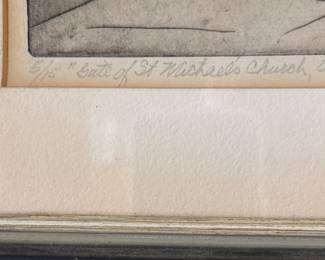 5/15 "Gate of St Michaels Church,